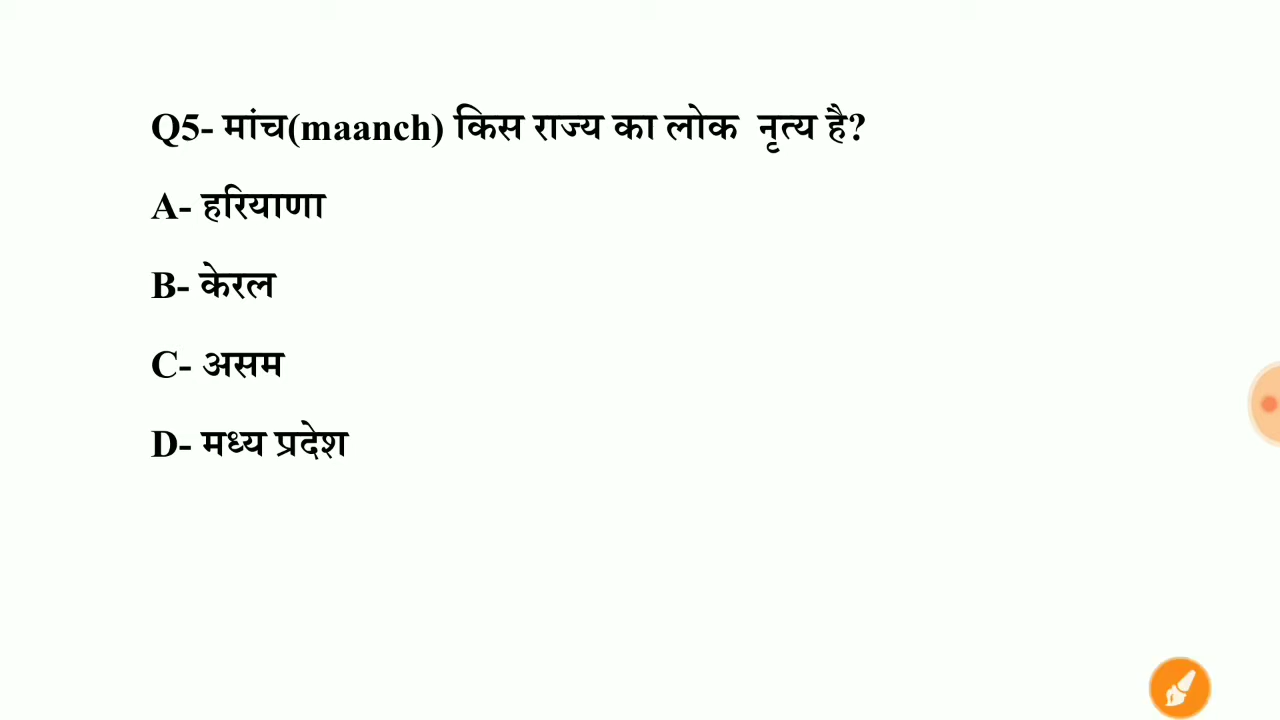 Q5- मांच(maanch) किस राज्य का लोक नृत्य है?
A- हरियाणा
B- केरल
C- असम
D- मध्य प्रदेश